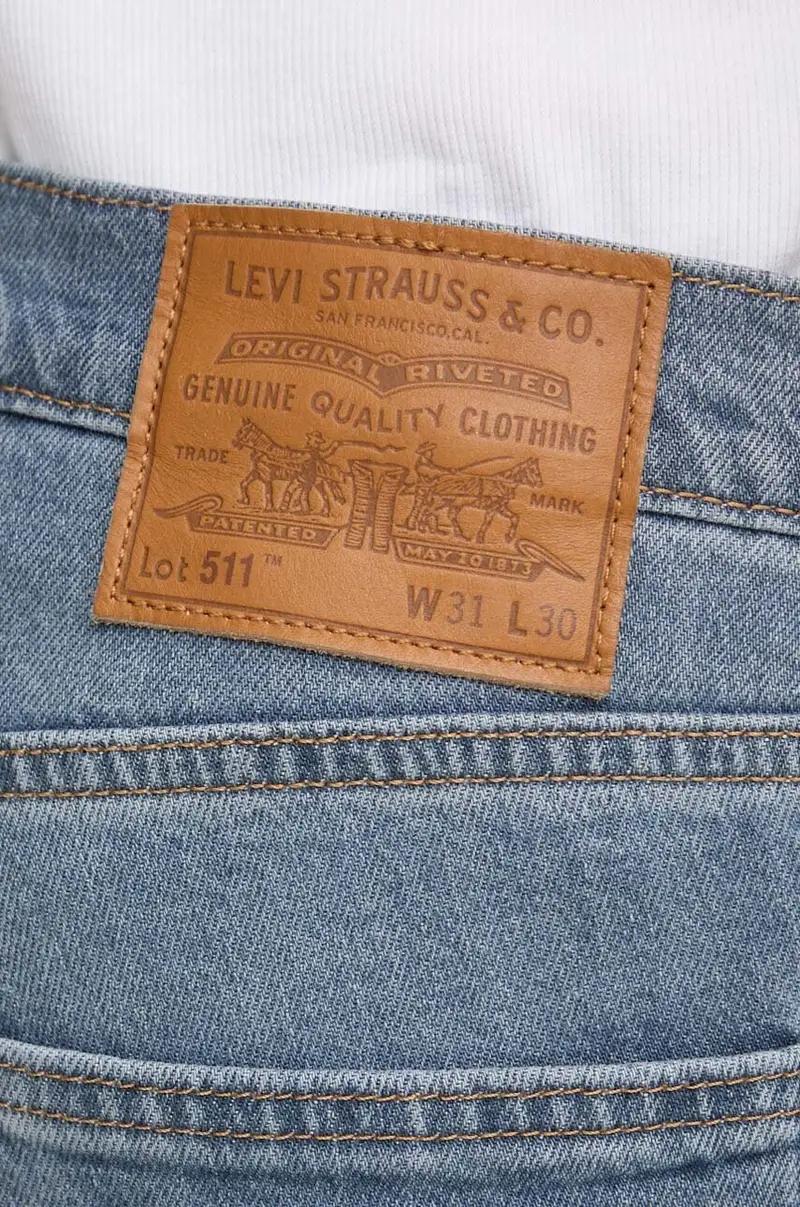 LEVI STRAUSS & CO.
SAN FRANCISCO, CAL.
ORIGINAL RIVETED
GENUINE QUALITY CLOTHING
TRADE MARK
PATENTED MAY 20 1873
Lot 511™
W31 L30